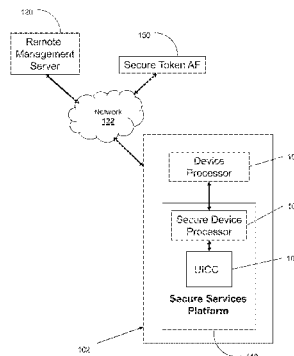 120
150
Remote
Management
Server
Secure Token AF
Network
122
Device
Processor
Secure Device
Processor
UICC
Secure Services
Platform
102